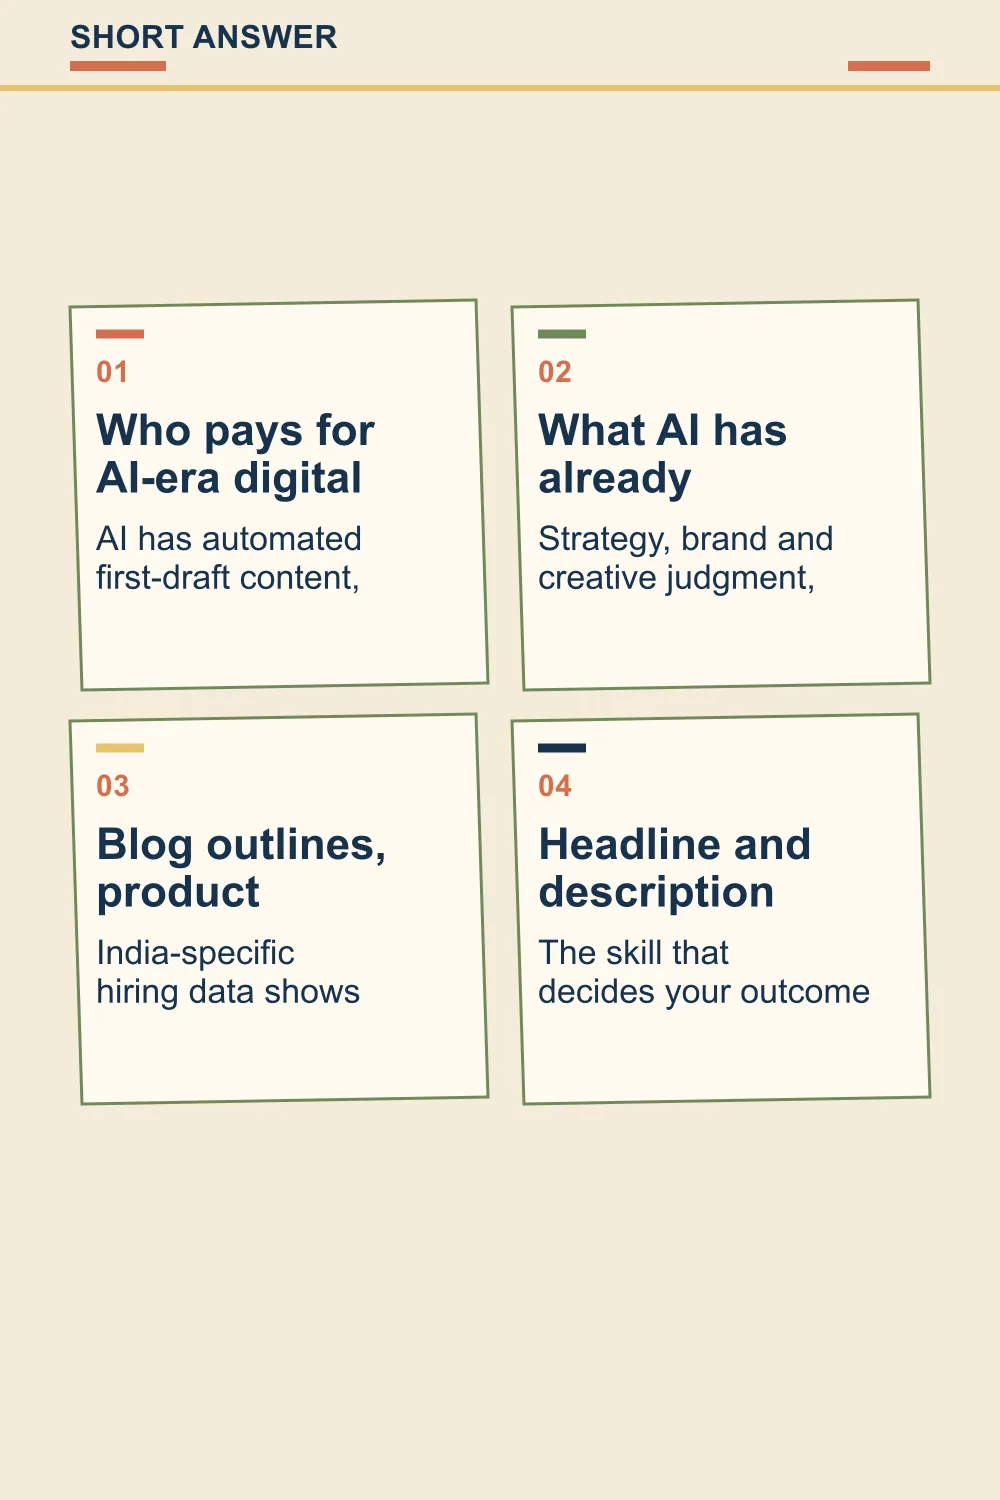 SHORT ANSWER
01
Who pays for
AI-era digital
AI has automated
first-draft content,
02
What AI has
already
Strategy, brand and
creative judgment,
03
Blog outlines,
product
India-specific
hiring data shows
04
Headline and
description
The skill that
decides your outcome